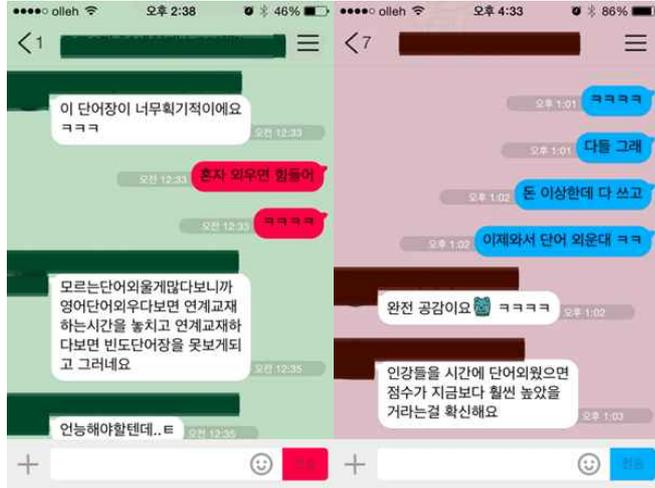 olleh 오후 2:38 46%
1
이 단어장이 너무획기적이에요
ㅋㅋㅋ
오전 12:33
오전 12:33 혼자 외우면 힘들어
오전 12:35 ㅋㅋㅋㅋ
모르는단어외울게많다보니까
영어단어외우다보면 연계교재
하는시간을 놓치고 연계교재하
다보면 빈도단어장을 못보게되
고 그러네요
오전 12:35
언능해야할텐데..ㅌ 오전 12:35
전송
olleh 오후 4:33 86%
7
오후 1:01 ㅋㅋㅋㅋ
오후 1:01 다들 그래
오후 1:02 돈 이상한데 다 쓰고
오후 1:02 이제와서 단어 외운대 ㅋㅋ
완전 공감이요 ㅋㅋㅋㅋ 오후 1:02
인강들을 시간에 단어외웠으면
점수가 지금보다 훨씬 높았을
거라는걸 확신해요
오후 1:03
전송